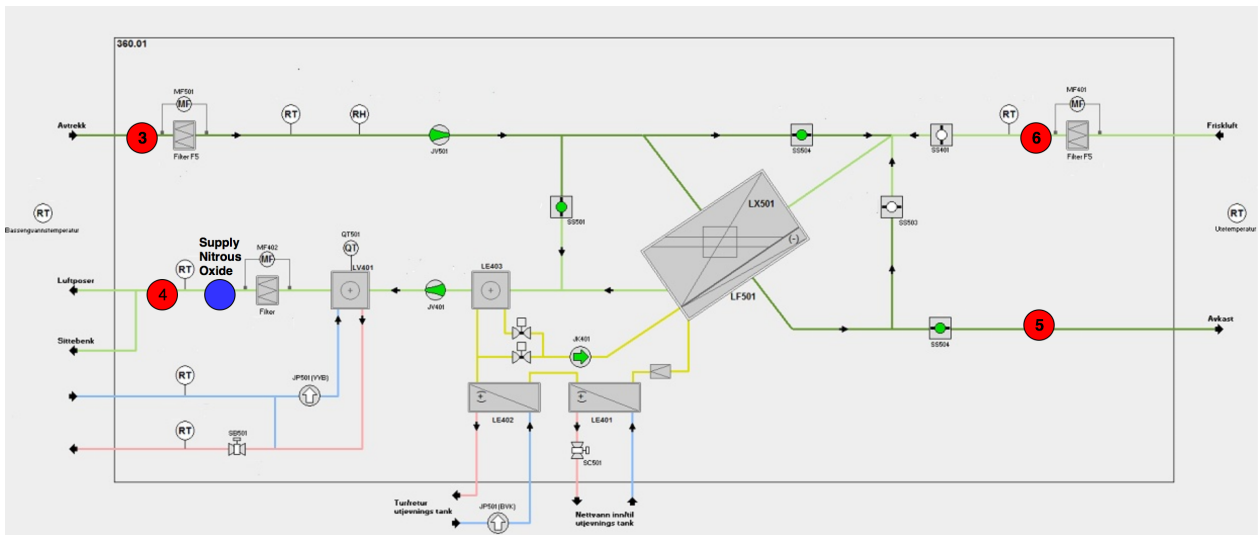 360.01
MF501
MF
Avtrekk
3
Filter F5
RT
RH
JV501
SS504
SS401
RT
6
MF401
MF
Filter F5
Friskluft
RT
Bassengvannstemperatur
SS501
LX501
(-)
LF501
SS503
RT
Utetemperatur
Supply
Nitrous
Oxide
Luftposer
4
RT
MF402
MF
Filter
QT501
QT
LV401
JV401
LE403
Sittebenk
JK401
SS504
5
Avkast
RT
JP501(VVB)
LE402
LE401
RT
SB501
SC501
Tur/retur
utjevnings tank
JP501(BVK)
Nettvann inn/til
utjevnings tank